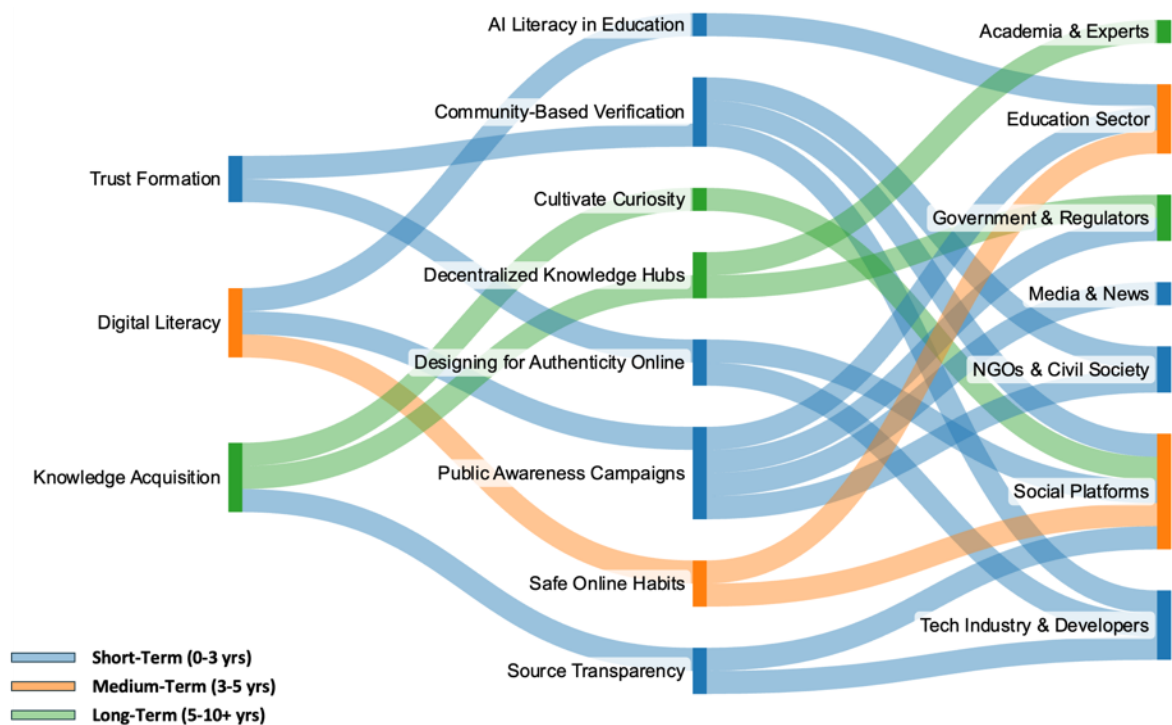 Trust Formation
Digital Literacy
Knowledge Acquisition
AI Literacy in Education
Community-Based Verification
Cultivate Curiosity
Decentralized Knowledge Hubs
Designing for Authenticity Online
Public Awareness Campaigns
Safe Online Habits
Source Transparency
Academia & Experts
Education Sector
Government & Regulators
Media & News
NGOs & Civil Society
Social Platforms
Tech Industry & Developers
Short-Term (0-3 yrs)
Medium-Term (3-5 yrs)
Long-Term (5-10+ yrs)